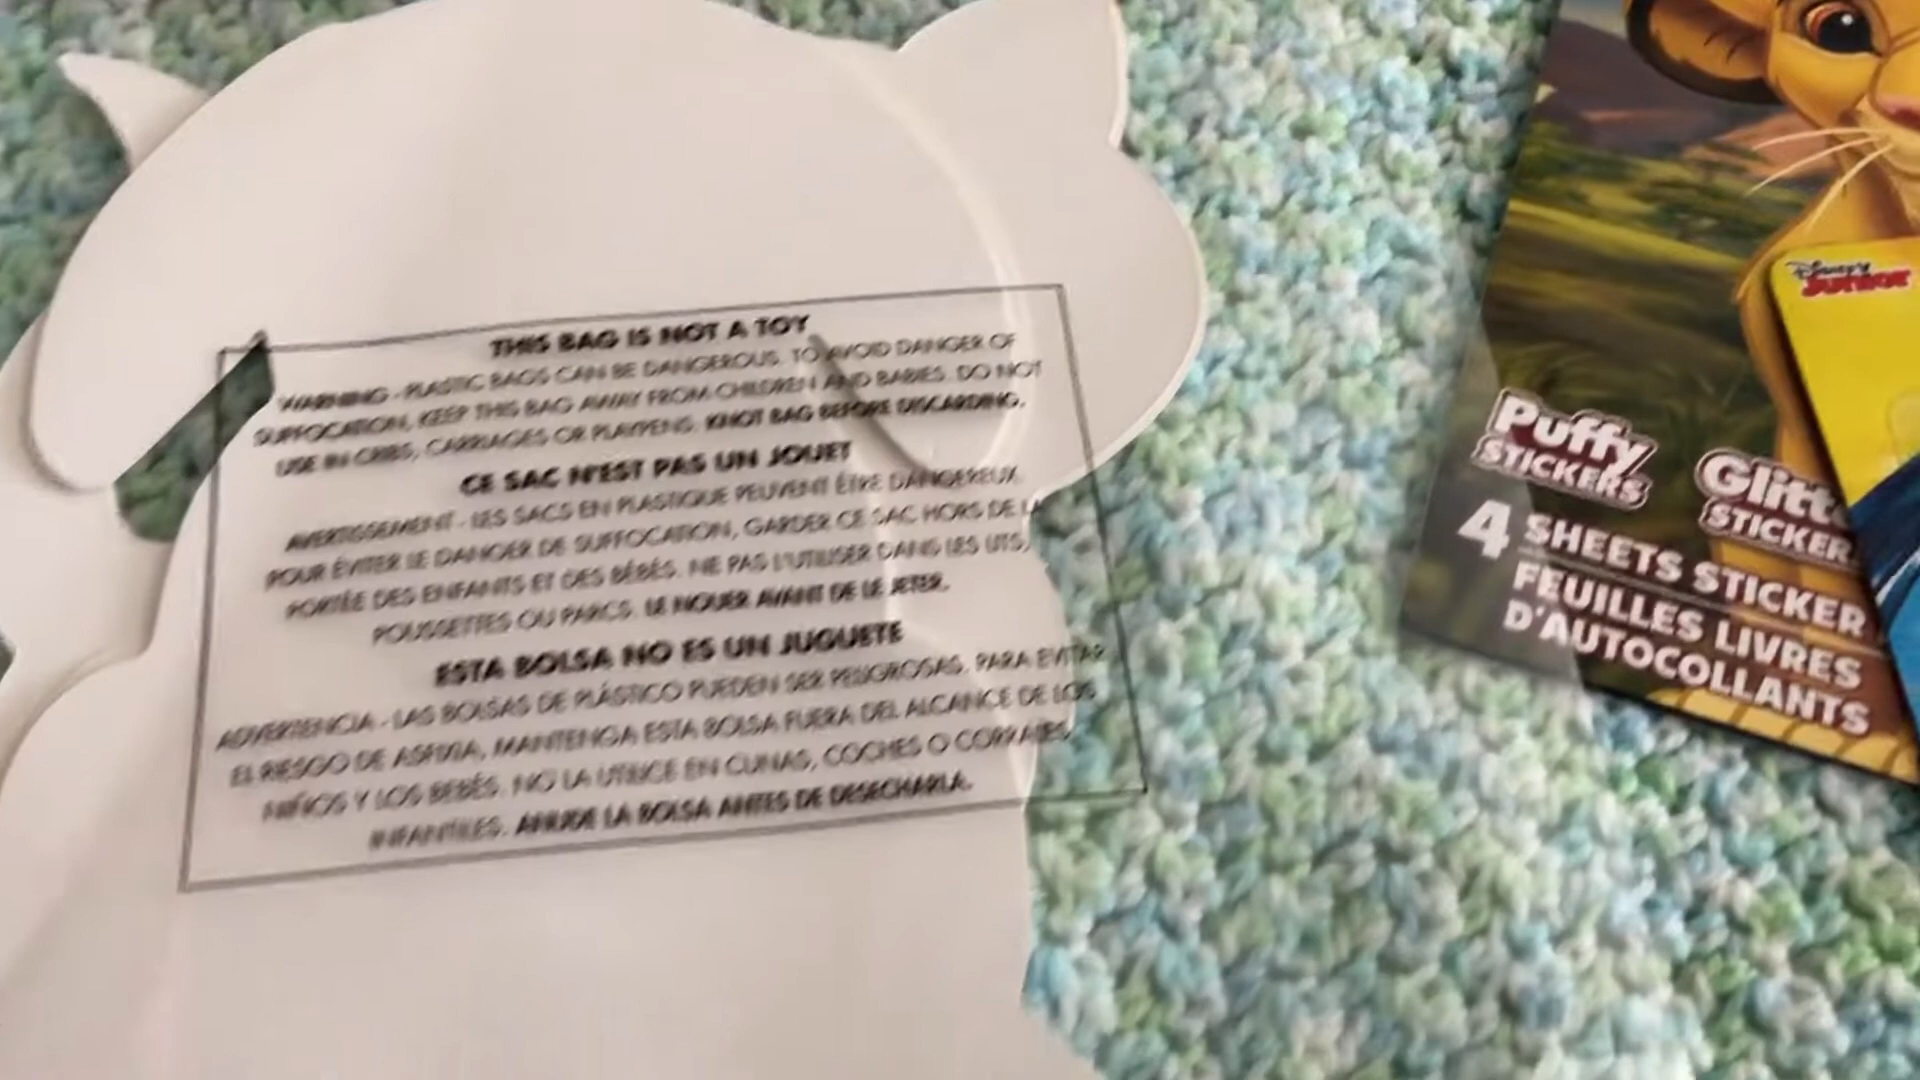 THIS BAG IS NOT A TOY
WARNING - PLASTIC BAGS CAN BE DANGEROUS. TO AVOID DANGER OF
SUFFOCATION, KEEP THIS BAG AWAY FROM CHILDREN AND BABIES. DO NOT
USE IN CRIBS, CARRIAGES OR PLAYPENS. KNOT BAG BEFORE DISCARDING.
CE SAC N'EST PAS UN JOUET
AVERTISSEMENT - LES SACS EN PLASTIQUE PEUVENT ÊTRE DANGEREUX.
POUR ÉVITER LE DANGER DE SUFFOCATION, GARDER CE SAC HORS DE LA
PORTÉE DES ENFANTS ET DES BÉBÉS. NE PAS L'UTILISER DANS LES LITS,
POUSSETTES OU PARCS. LE NOUER AVANT DE LE JETER.
ESTA BOLSA NO ES UN JUGUETE
ADVERTENCIA - LAS BOLSAS DE PLÁSTICO PUEDEN SER PELIGROSAS. PARA EVITAR
EL RIESGO DE ASFIXIA, MANTENGA ESTA BOLSA FUERA DEL ALCANCE DE LOS
NIÑOS Y LOS BEBÉS. NO LA UTILICE EN CUNAS, COCHES O CORRALES
INFANTILES. ANUDE LA BOLSA ANTES DE DESECHARLA.
Disney
JUNIOR
Puffy
STICKERS
Glitt
STICKER
4 SHEETS STICKER
FEUILLES LIVRES
D'AUTOCOLLANTS